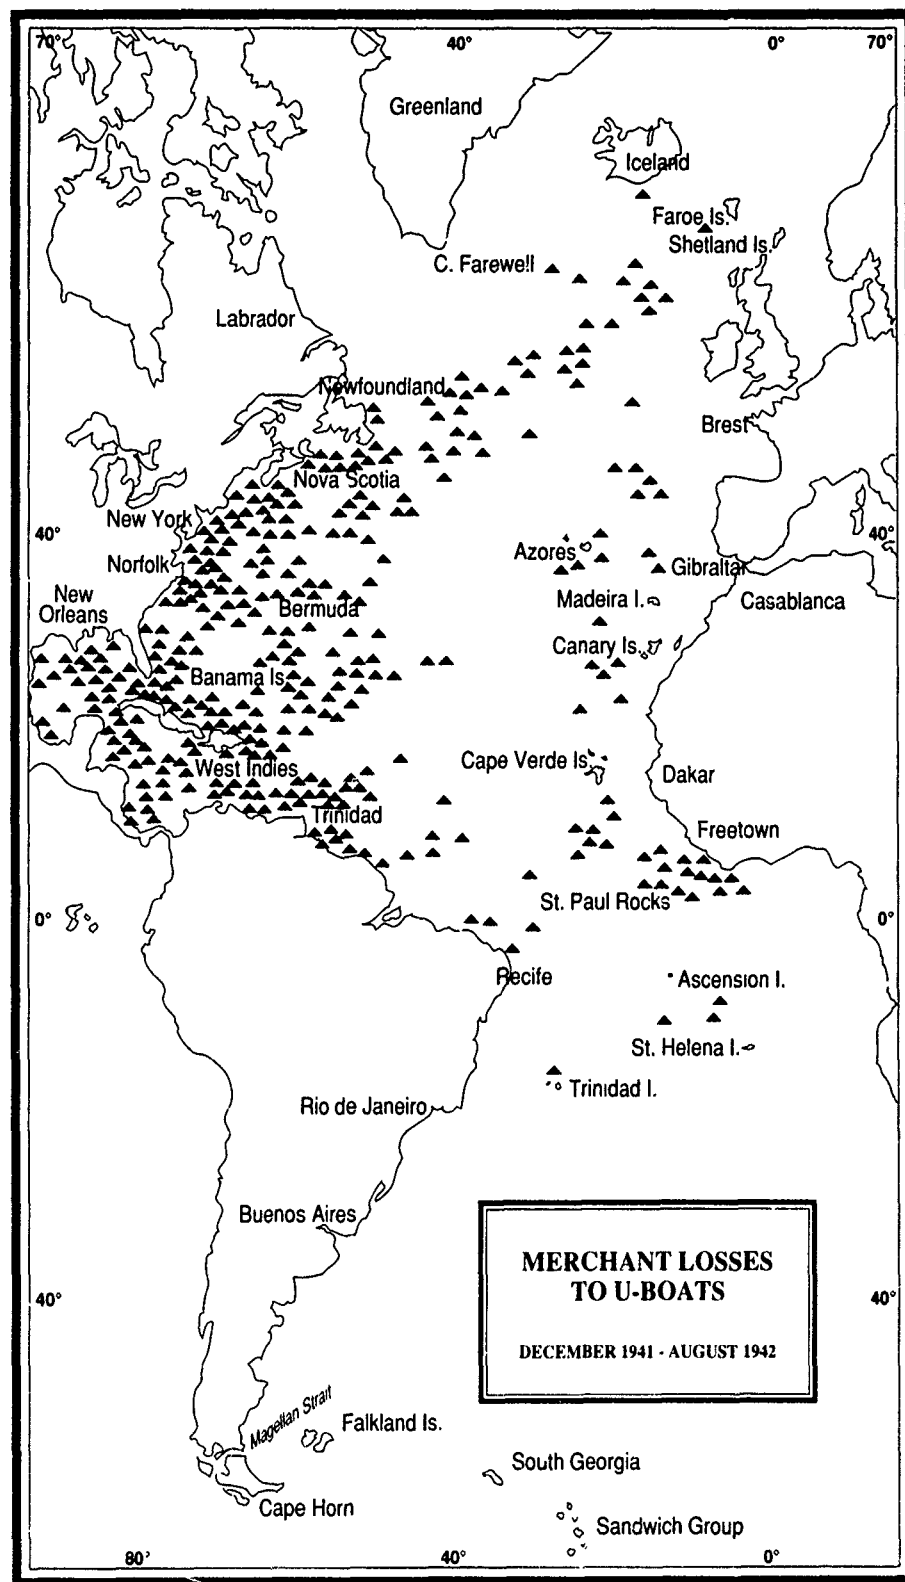 70°
40°
0°
70°
Greenland
Iceland
Faroe Is.
Shetland Is.
C. Farewell
Labrador
Newfoundland
Brest
Nova Scotia
New York
40°
Azores
40°
Norfolk
Gibraltar
New
Orleans
Bermuda
Madeira I.
Casablanca
Canary Is.
Banama Is.
Cape Verde Is.
West Indies
Dakar
Trinidad
Freetown
St. Paul Rocks
0°
0°
Recife
Ascension I.
St. Helena I.
Trinidad I.
Rio de Janeiro
Buenos Aires
MERCHANT LOSSES
TO U-BOATS
DECEMBER 1941 - AUGUST 1942
40°
40°
Magellan Strait
Falkland Is.
South Georgia
Cape Horn
Sandwich Group
80°
40°
0°